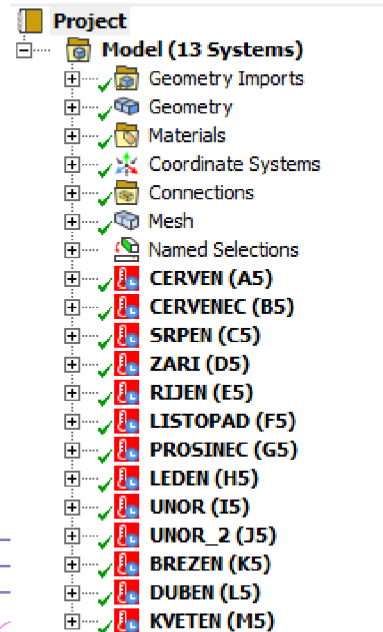 Project
Model (13 Systems)
Geometry Imports
Geometry
Materials
Coordinate Systems
Connections
Mesh
Named Selections
CERVEN (A5)
CERVENEC (B5)
SRPEN (C5)
ZARI (D5)
RIJEN (E5)
LISTOPAD (F5)
PROSINEC (G5)
LEDEN (H5)
UNOR (I5)
UNOR_2 (J5)
BREZEN (K5)
DUBEN (L5)
KVETEN (M5)